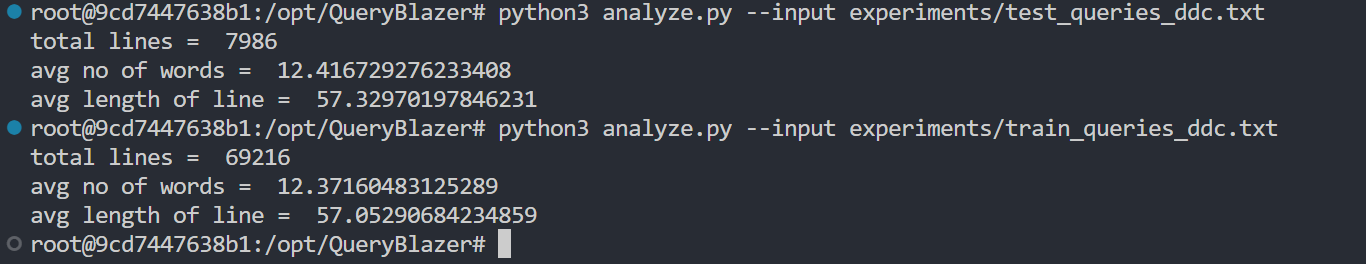 root@9cd7447638b1:/opt/QueryBlazer# python3 analyze.py --input experiments/test_queries_ddc.txt
total lines =  7986
avg no of words =  12.416729276233408
avg length of line =  57.32970197846231
root@9cd7447638b1:/opt/QueryBlazer# python3 analyze.py --input experiments/train_queries_ddc.txt
total lines =  69216
avg no of words =  12.37160483125289
avg length of line =  57.05290684234859
root@9cd7447638b1:/opt/QueryBlazer#